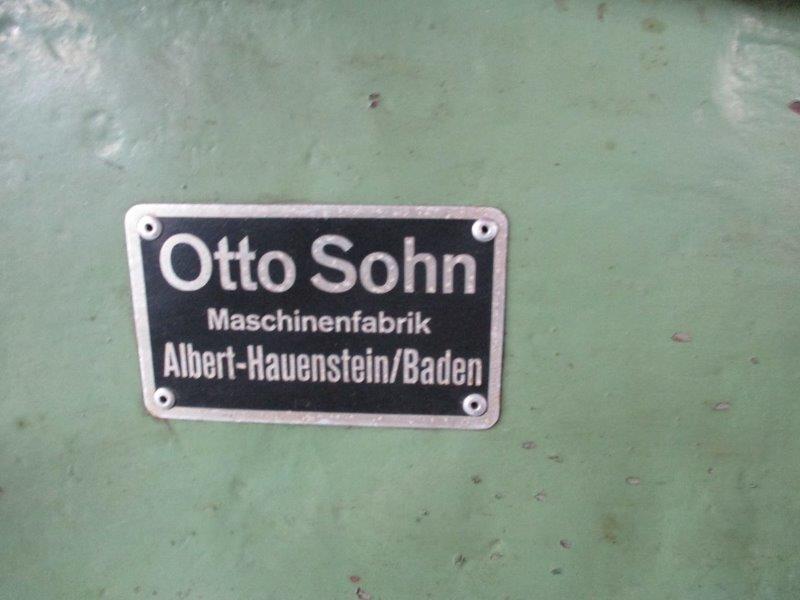 Otto Sohn
Maschinenfabrik
Albert-Hauenstein/Baden